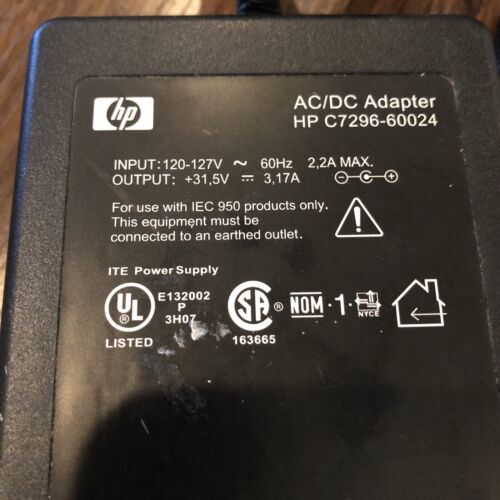 hp
AC/DC Adapter
HP C7296-60024
INPUT:120-127V ~ 60Hz 2,2A MAX.
OUTPUT: +31,5V ⎓ 3,17A
For use with IEC 950 products only.
This equipment must be
connected to an earthed outlet.
ITE Power Supply
UL ®
E132002
P
3H07
LISTED
SA ®
163665
NOM · 1 ·
NYCE